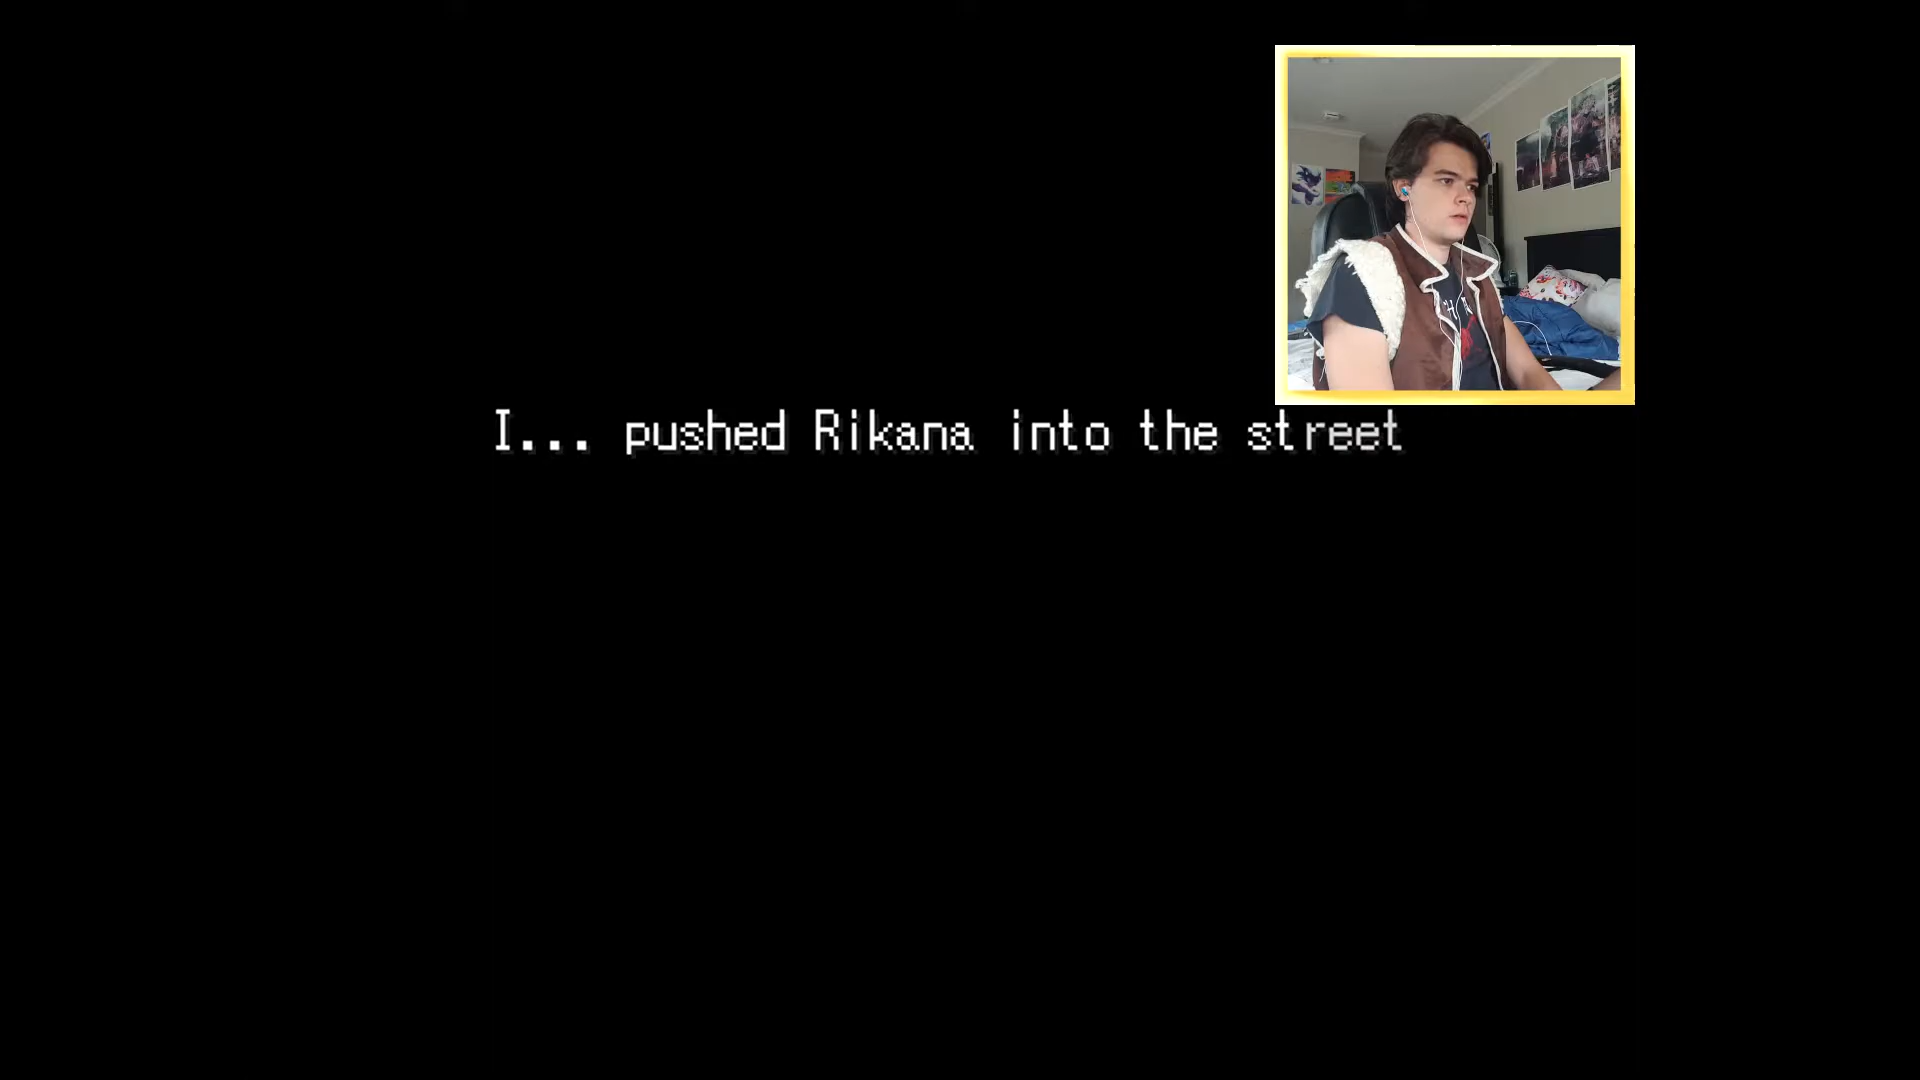 I... pushed Rikana into the street